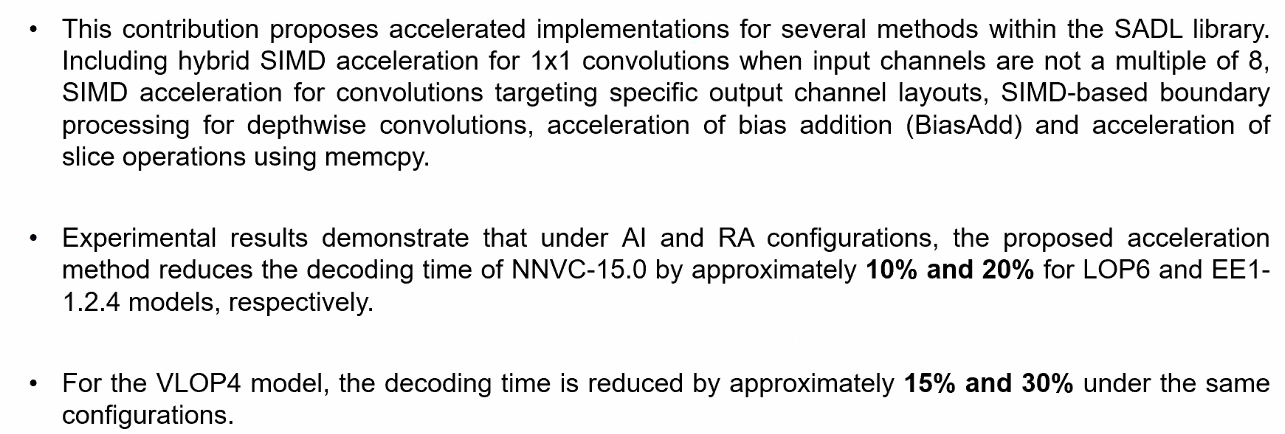 • This contribution proposes accelerated implementations for several methods within the SADL library.
Including hybrid SIMD acceleration for 1x1 convolutions when input channels are not a multiple of 8,
SIMD acceleration for convolutions targeting specific output channel layouts, SIMD-based boundary
processing for depthwise convolutions, acceleration of bias addition (BiasAdd) and acceleration of
slice operations using memcpy.
• Experimental results demonstrate that under AI and RA configurations, the proposed acceleration
method reduces the decoding time of NNVC-15.0 by approximately 10% and 20% for LOP6 and EE1-
1.2.4 models, respectively.
• For the VLOP4 model, the decoding time is reduced by approximately 15% and 30% under the same
configurations.